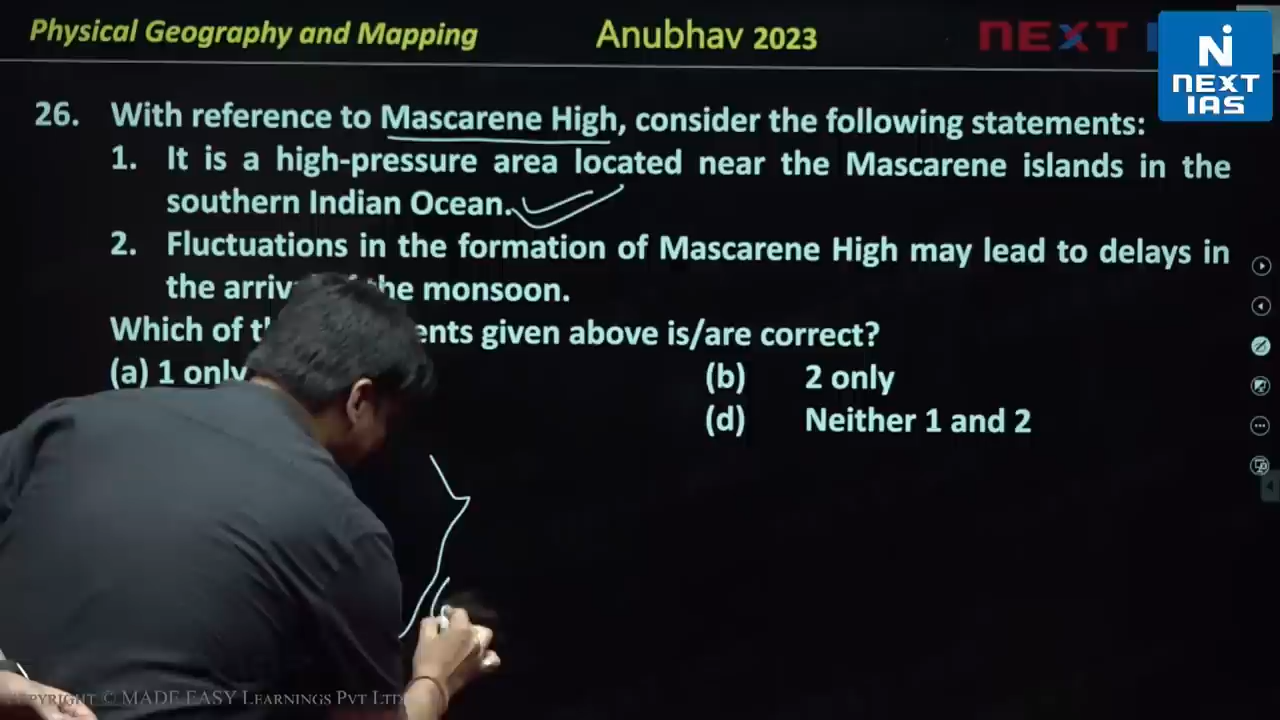 Physical Geography and Mapping Anubhav 2023 NEXT
NEXT
IAS
26. With reference to Mascarene High, consider the following statements:
1. It is a high-pressure area located near the Mascarene islands in the
southern Indian Ocean.
2. Fluctuations in the formation of Mascarene High may lead to delays in
the he monsoon.
Which of given above is/are correct?
(a) 1 only (b) 2 only
(d) Neither 1 and 2
COPYRIGHT © MADE EASY LEARNINGS PVT LTD